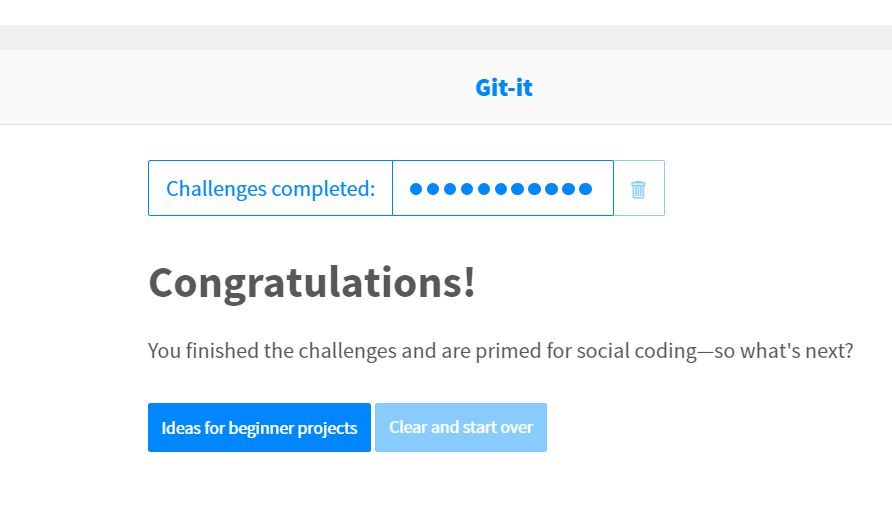 Git-it
Challenges completed:
Congratulations!
You finished the challenges and are primed for social coding—so what's next?
Ideas for beginner projects
Clear and start over